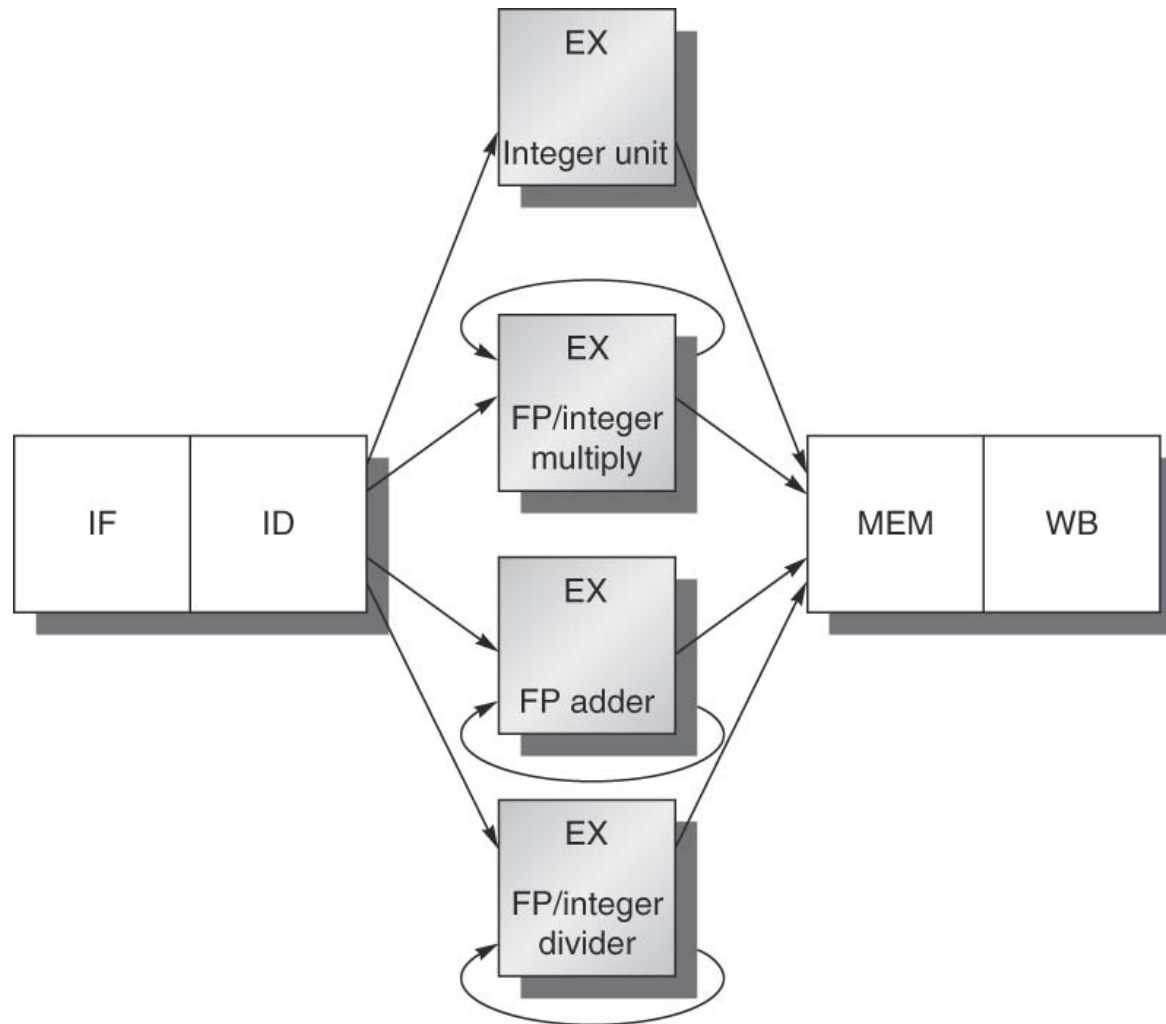 EX
Integer unit
EX
FP/integer
multiply
IF
ID
MEM
WB
EX
FP adder
EX
FP/integer
divider